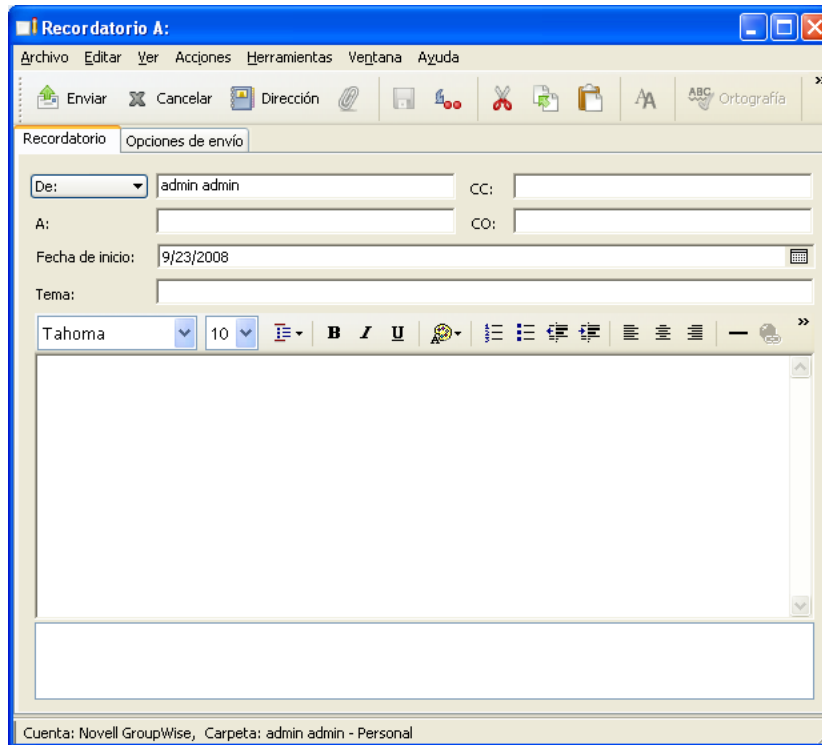 Recordatorio A:
Archivo Editar Ver Acciones Herramientas Ventana Ayuda
Enviar Cancelar Dirección ABC Ortografía »
Recordatorio Opciones de envío
De: admin admin CC:
A: CO:
Fecha de inicio: 9/23/2008
Tema:
Tahoma 10 B I U »
Cuenta: Novell GroupWise, Carpeta: admin admin - Personal